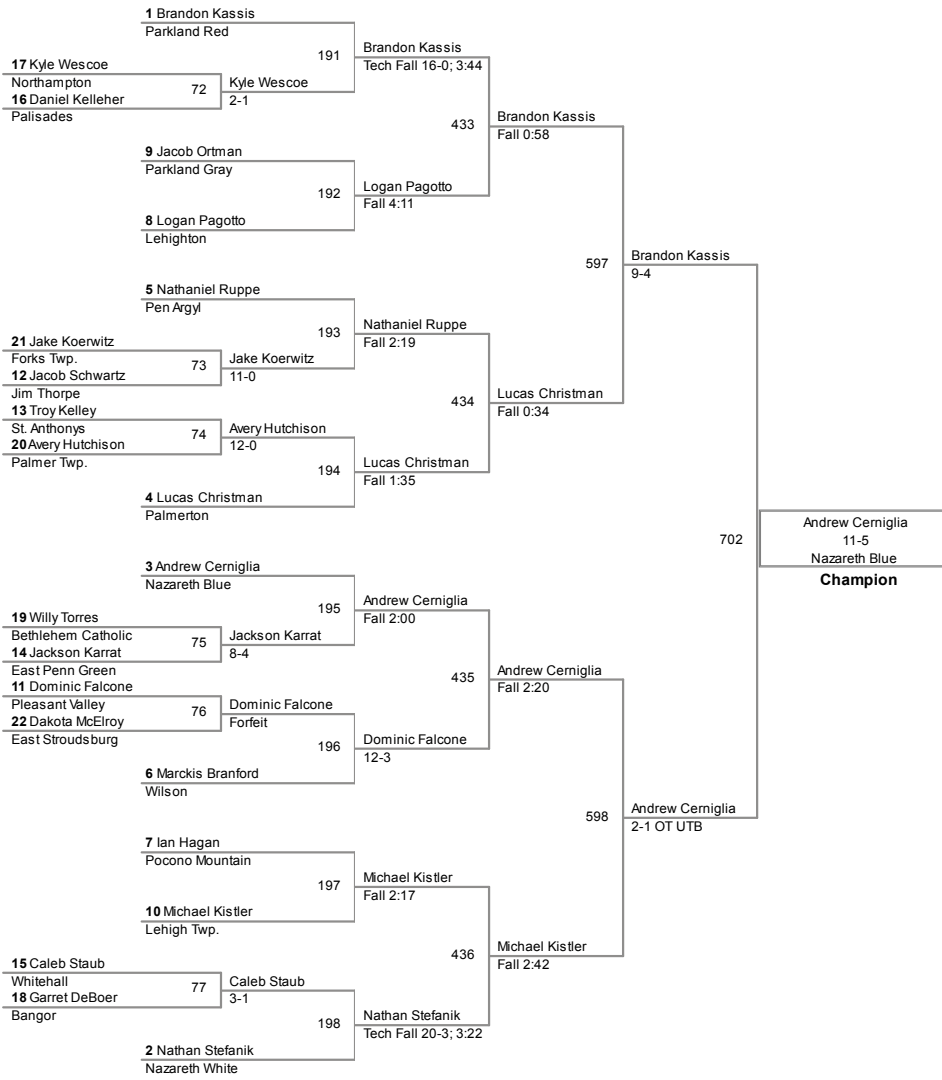 1 Brandon Kassis
Parkland Red
191
Brandon Kassis
Tech Fall 16-0; 3:44
17 Kyle Wescoe
Northampton
72
Kyle Wescoe
2-1
16 Daniel Kelleher
Palisades
433
Brandon Kassis
Fall 0:58
9 Jacob Ortman
Parkland Gray
192
Logan Pagotto
Fall 4:11
8 Logan Pagotto
Lehighton
597
Brandon Kassis
9-4
5 Nathaniel Ruppe
Pen Argyl
193
Nathaniel Ruppe
Fall 2:19
21 Jake Koerwitz
Forks Twp.
73
Jake Koerwitz
11-0
12 Jacob Schwartz
Jim Thorpe
434
Lucas Christman
Fall 0:34
13 Troy Kelley
St. Anthonys
74
Avery Hutchison
12-0
20 Avery Hutchison
Palmer Twp.
194
Lucas Christman
Fall 1:35
4 Lucas Christman
Palmerton
702
Andrew Cerniglia
11-5
Nazareth Blue
Champion
3 Andrew Cerniglia
Nazareth Blue
195
Andrew Cerniglia
Fall 2:00
19 Willy Torres
Bethlehem Catholic
75
Jackson Karrat
8-4
14 Jackson Karrat
East Penn Green
435
Andrew Cerniglia
Fall 2:20
11 Dominic Falcone
Pleasant Valley
76
Dominic Falcone
Forfeit
22 Dakota McElroy
East Stroudsburg
196
Dominic Falcone
12-3
6 Marckis Branford
Wilson
598
Andrew Cerniglia
2-1 OT UTB
7 Ian Hagan
Pocono Mountain
197
Michael Kistler
Fall 2:17
10 Michael Kistler
Lehigh Twp.
436
Michael Kistler
Fall 2:42
15 Caleb Staub
Whitehall
77
Caleb Staub
3-1
18 Garret DeBoer
Bangor
198
Nathan Stefanik
Tech Fall 20-3; 3:22
2 Nathan Stefanik
Nazareth White